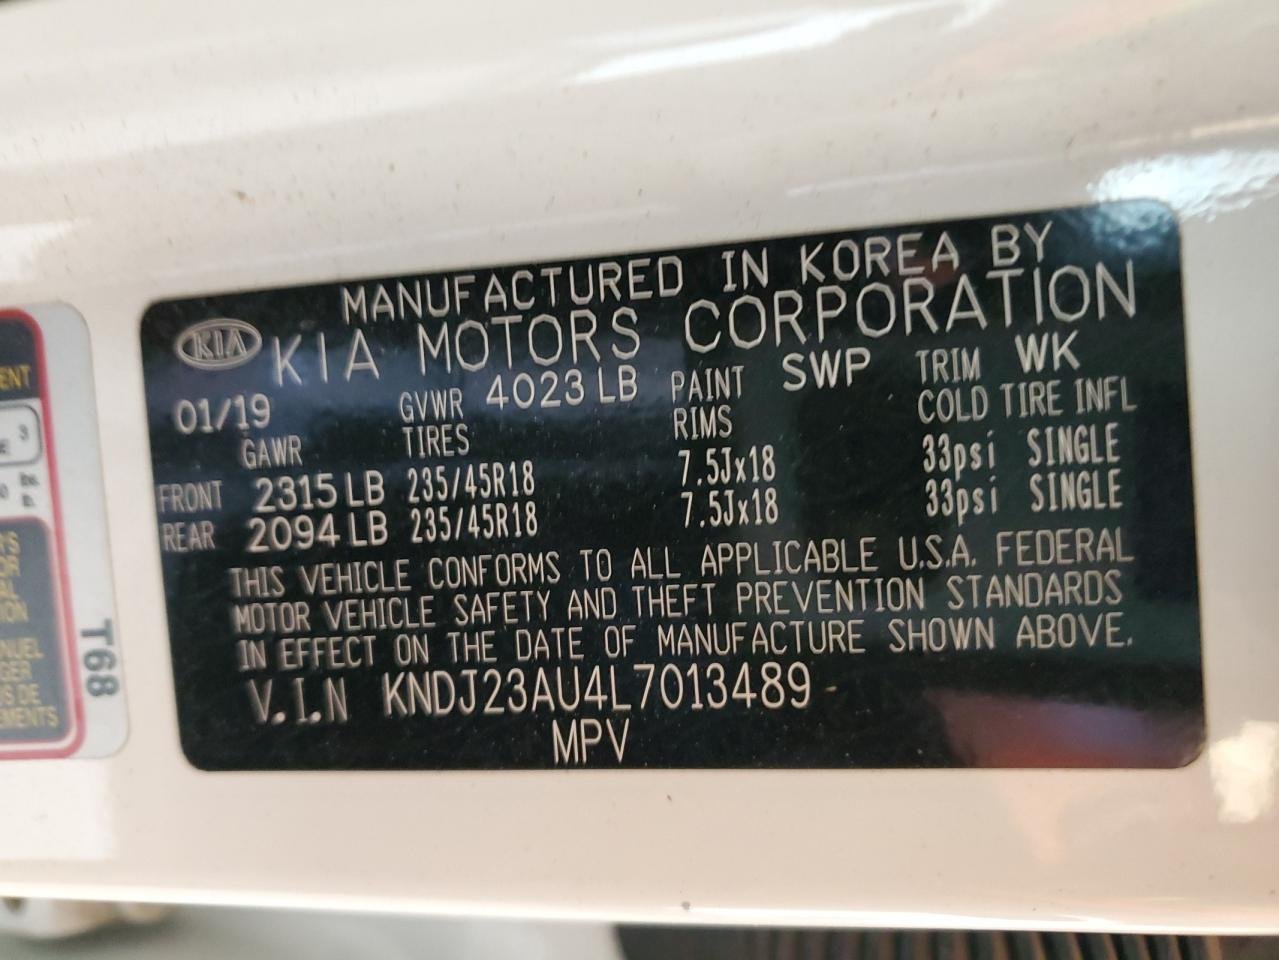 MANUFACTURED IN KOREA BY
KIA KIA MOTORS CORPORATION
01/19 GVWR 4023 LB PAINT SWP TRIM WK
GAWR TIRES RIMS COLD TIRE INFL
FRONT 2315 LB 235/45R18 7.5Jx18 33psi SINGLE
REAR 2094 LB 235/45R18 7.5Jx18 33psi SINGLE
THIS VEHICLE CONFORMS TO ALL APPLICABLE U.S.A. FEDERAL
MOTOR VEHICLE SAFETY AND THEFT PREVENTION STANDARDS
IN EFFECT ON THE DATE OF MANUFACTURE SHOWN ABOVE.
V.I.N KNDJ23AU4L7013489
MPV
3
T68